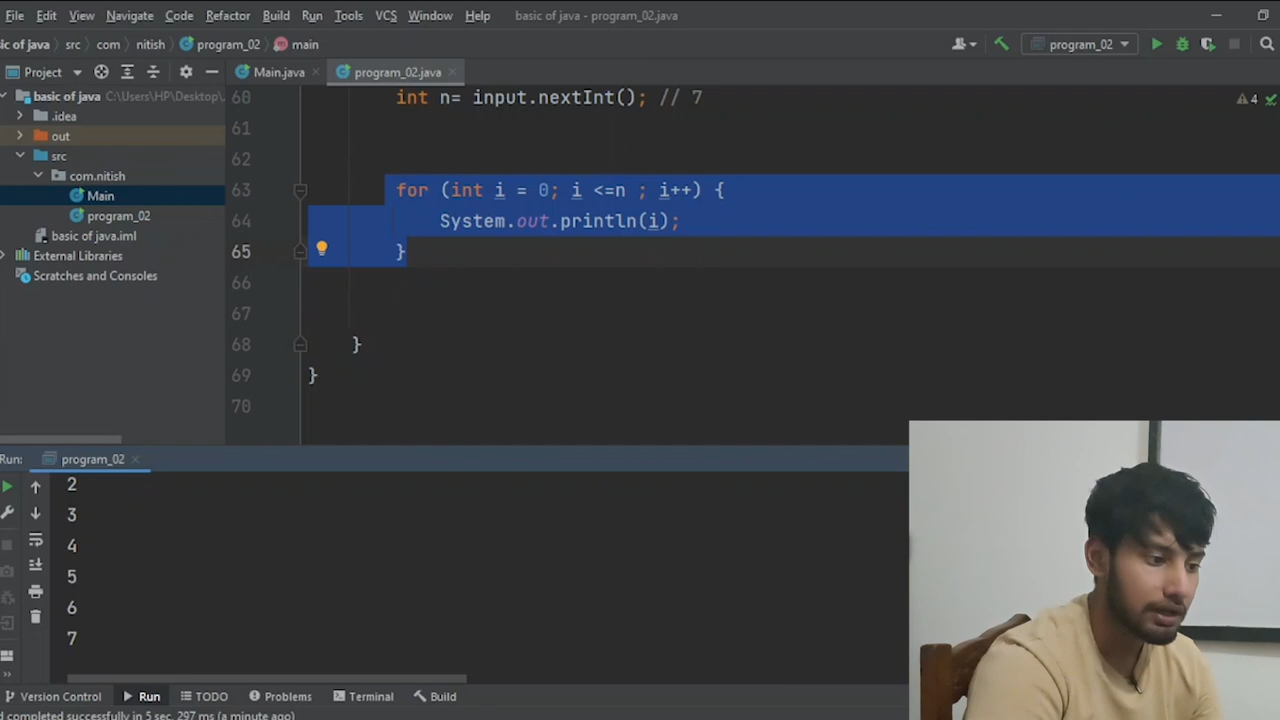 File Edit View Navigate Code Refactor Build Run Tools VCS Window Help basic of java - program_02.java
sic of java src com nitish program_02 main program_02
Project Main.java program_02.java
basic of java C:\Users\HP\Desktop\
.idea
out
src
com.nitish
Main
program_02
basic of java.iml
External Libraries
Scratches and Consoles
60 int n= input.nextInt(); // 7
4
61
62
63 for (int i = 0; i <=n ; i++) {
64 System.out.println(i);
65 }
66
67
68 }
69 }
70
Run: program_02
2
3
4
5
6
7
Version Control Run TODO Problems Terminal Build
d completed successfully in 5 sec, 297 ms (a minute ago)